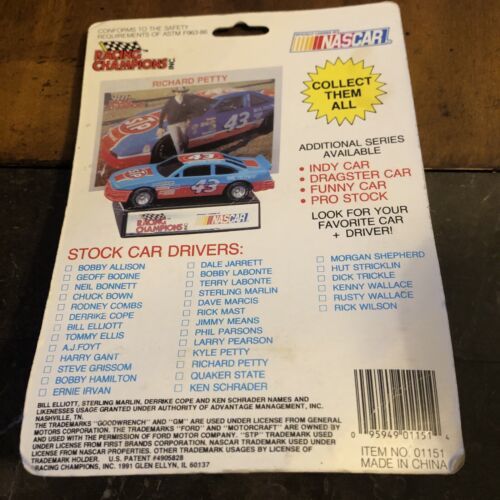 CONFORMS TO THE SAFETY
REQUIREMENTS OF ASTM F963-86
RACING
CHAMPIONS INC.
NASCAR
RICHARD PETTY
43
STP
43
RACING
CHAMPIONS
NASCAR
COLLECT
THEM
ALL
ADDITIONAL SERIES
AVAILABLE
• INDY CAR
• DRAGSTER CAR
• FUNNY CAR
• PRO STOCK
LOOK FOR YOUR
FAVORITE CAR
+ DRIVER!
STOCK CAR DRIVERS:
BOBBY ALLISON
GEOFF BODINE
NEIL BONNETT
CHUCK BOWN
RODNEY COMBS
DERRIKE COPE
BILL ELLIOTT
TOMMY ELLIS
A.J.FOYT
HARRY GANT
STEVE GRISSOM
BOBBY HAMILTON
ERNIE IRVAN
DALE JARRETT
BOBBY LABONTE
TERRY LABONTE
STERLING MARLIN
DAVE MARCIS
RICK MAST
JIMMY MEANS
PHIL PARSONS
LARRY PEARSON
KYLE PETTY
RICHARD PETTY
QUAKER STATE
KEN SCHRADER
MORGAN SHEPHERD
HUT STRICKLIN
DICK TRICKLE
KENNY WALLACE
RUSTY WALLACE
RICK WILSON
BILL ELLIOTT, STERLING MARLIN, DERRIKE COPE AND KEN SCHRADER NAMES AND
LIKENESSES USAGE GRANTED UNDER AUTHORITY OF ADVANTAGE MANAGEMENT, INC.
NASHVILLE, TN.
THE TRADEMARKS "GOODWRENCH" AND "GM" ARE USED UNDER LICENSE FROM GENERAL
MOTORS CORPORATION. THE TRADEMARKS "FORD" AND "MOTORCRAFT" ARE OWNED BY
AND USED WITH THE PERMISSION OF FORD MOTOR COMPANY. "STP" TRADEMARK USED UNDER
LICENSE FROM FIRST BRANDS CORPORATION. NASCAR TRADEMARK USED UNDER
LICENSE FROM NASCAR PROPERTIES. OTHER TRADEMARK USAGES BY LICENSE OF
TRADEMARK HOLDER. U.S. PATENT #4905828
RACING CHAMPIONS, INC. 1991 GLEN ELLYN, IL 60137
0 95949 01151 4
ITEM NO. 01151
MADE IN CHINA